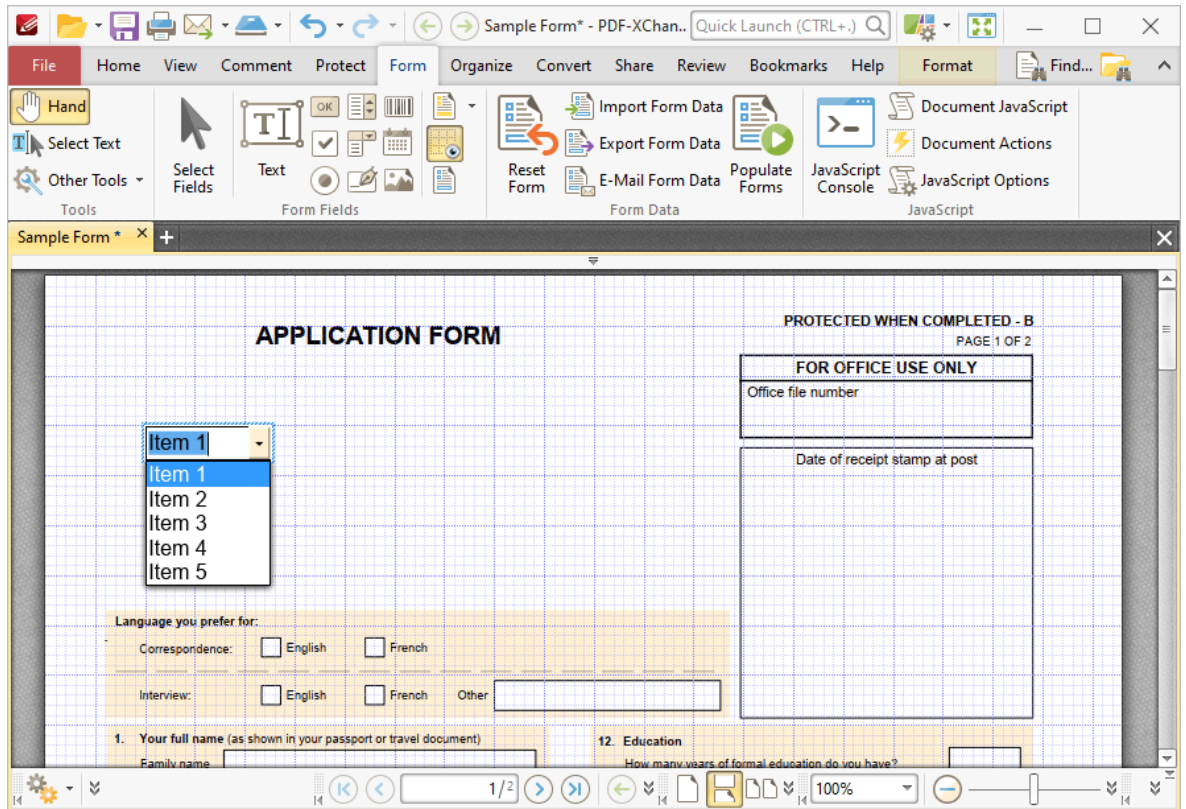 Sample Form* - PDF-XChan..
Quick Launch (CTRL+.)
File Home View Comment Protect Form Organize Convert Share Review Bookmarks Help Format Find...
Hand
Select Text
Other Tools
Tools
Select Fields
Text
OK
Form Fields
Reset Form
Import Form Data
Export Form Data
E-Mail Form Data
Populate Forms
Form Data
JavaScript Console
Document JavaScript
Document Actions
JavaScript Options
JavaScript
Sample Form *
APPLICATION FORM
PROTECTED WHEN COMPLETED - B
PAGE 1 OF 2
FOR OFFICE USE ONLY
Office file number
Date of receipt stamp at post
Item 1
Item 1
Item 2
Item 3
Item 4
Item 5
Language you prefer for:
Correspondence: English French
Interview: English French Other
1. Your full name (as shown in your passport or travel document)
Family name
12. Education
How many years of formal education do you have?
1/2
100%